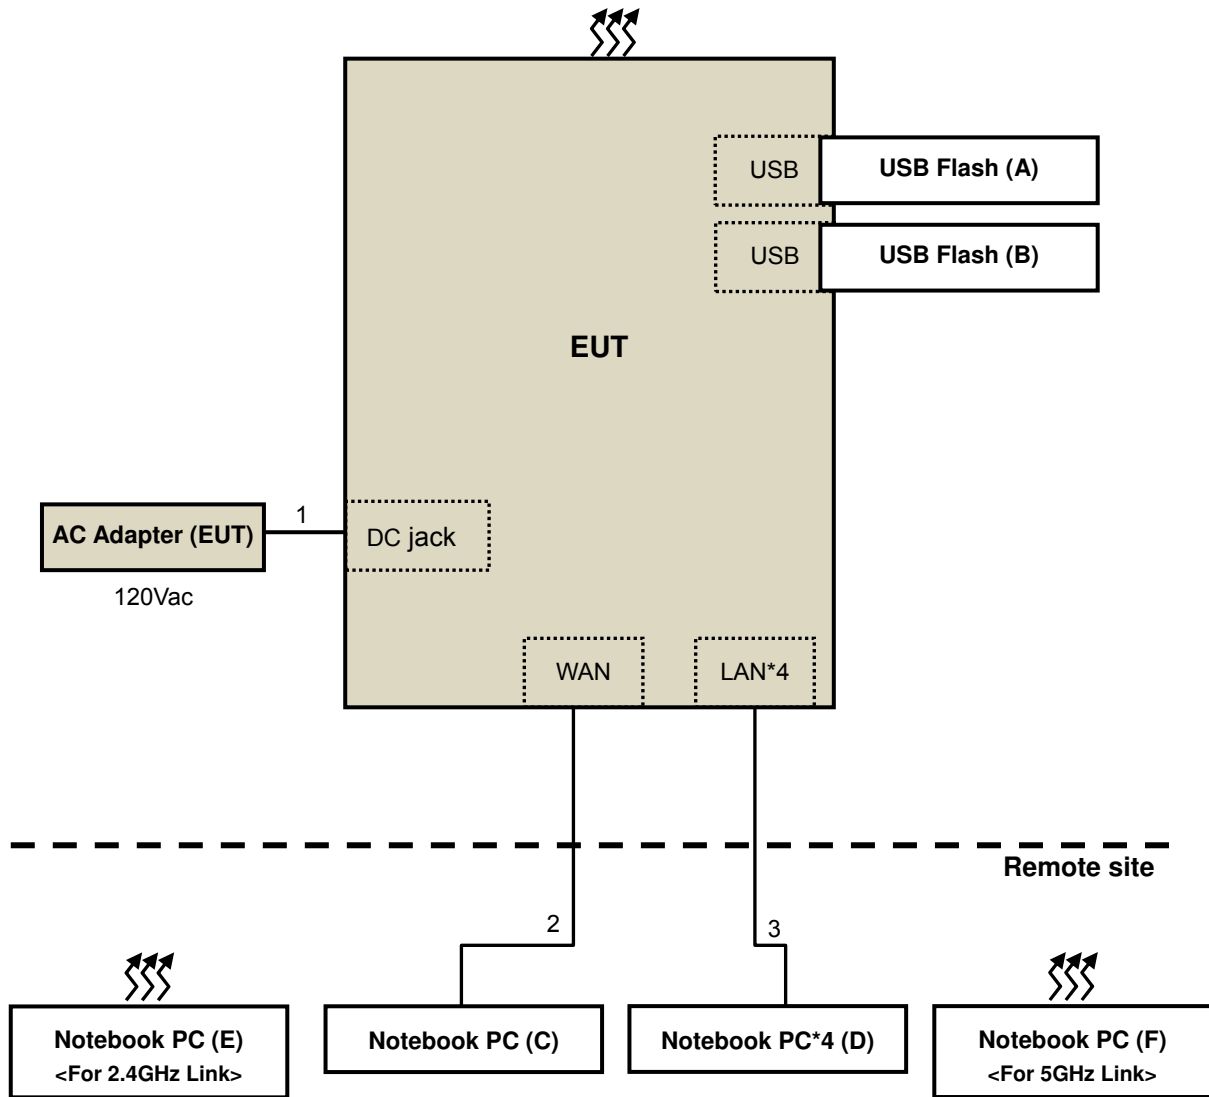 USB
USB Flash (A)
USB
USB Flash (B)
EUT
AC Adapter (EUT)
1
DC jack
120Vac
WAN
LAN*4
Remote site
2
3
Notebook PC (E)
<For 2.4GHz Link>
Notebook PC (C)
Notebook PC*4 (D)
Notebook PC (F)
<For 5GHz Link>